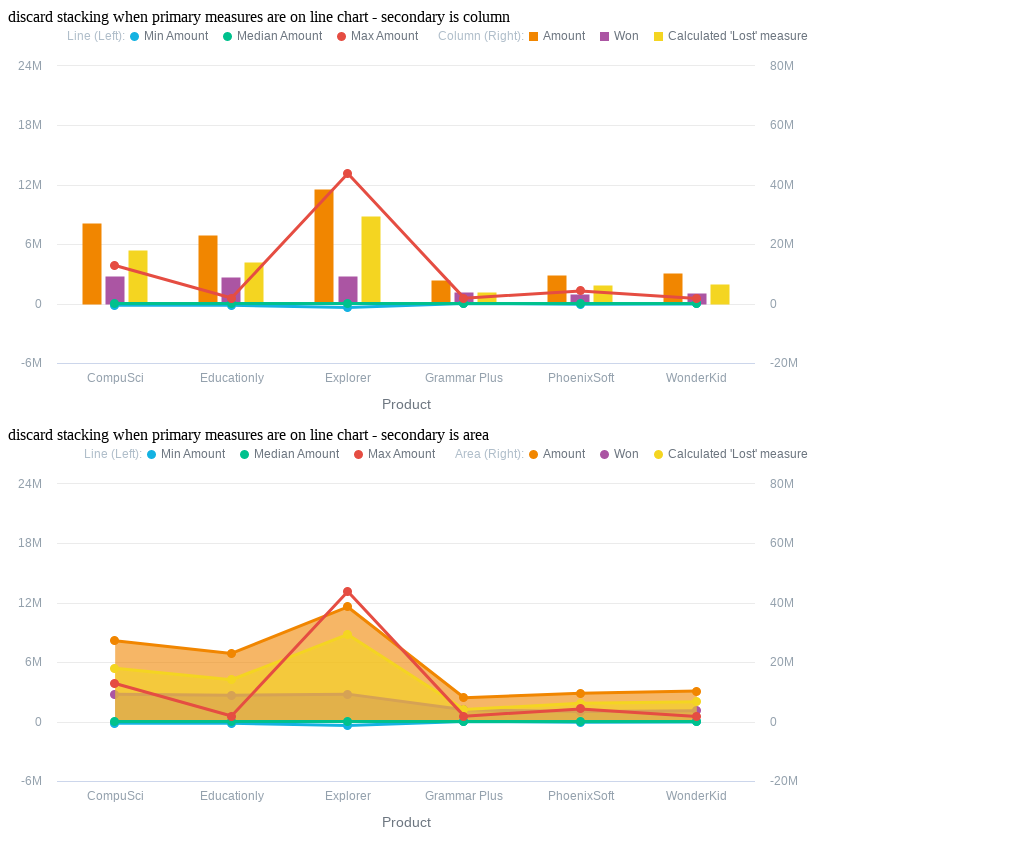 discard stacking when primary measures are on line chart - secondary is column
Line (Left): Min Amount Median Amount Max Amount Column (Right): Amount Won Calculated 'Lost' measure
24M 80M
18M 60M
12M 40M
6M 20M
0 0
-6M -20M
CompuSci Educationly Explorer Grammar Plus PhoenixSoft WonderKid
Product
discard stacking when primary measures are on line chart - secondary is area
Line (Left): Min Amount Median Amount Max Amount Area (Right): Amount Won Calculated 'Lost' measure
24M 80M
18M 60M
12M 40M
6M 20M
0 0
-6M -20M
CompuSci Educationly Explorer Grammar Plus PhoenixSoft WonderKid
Product